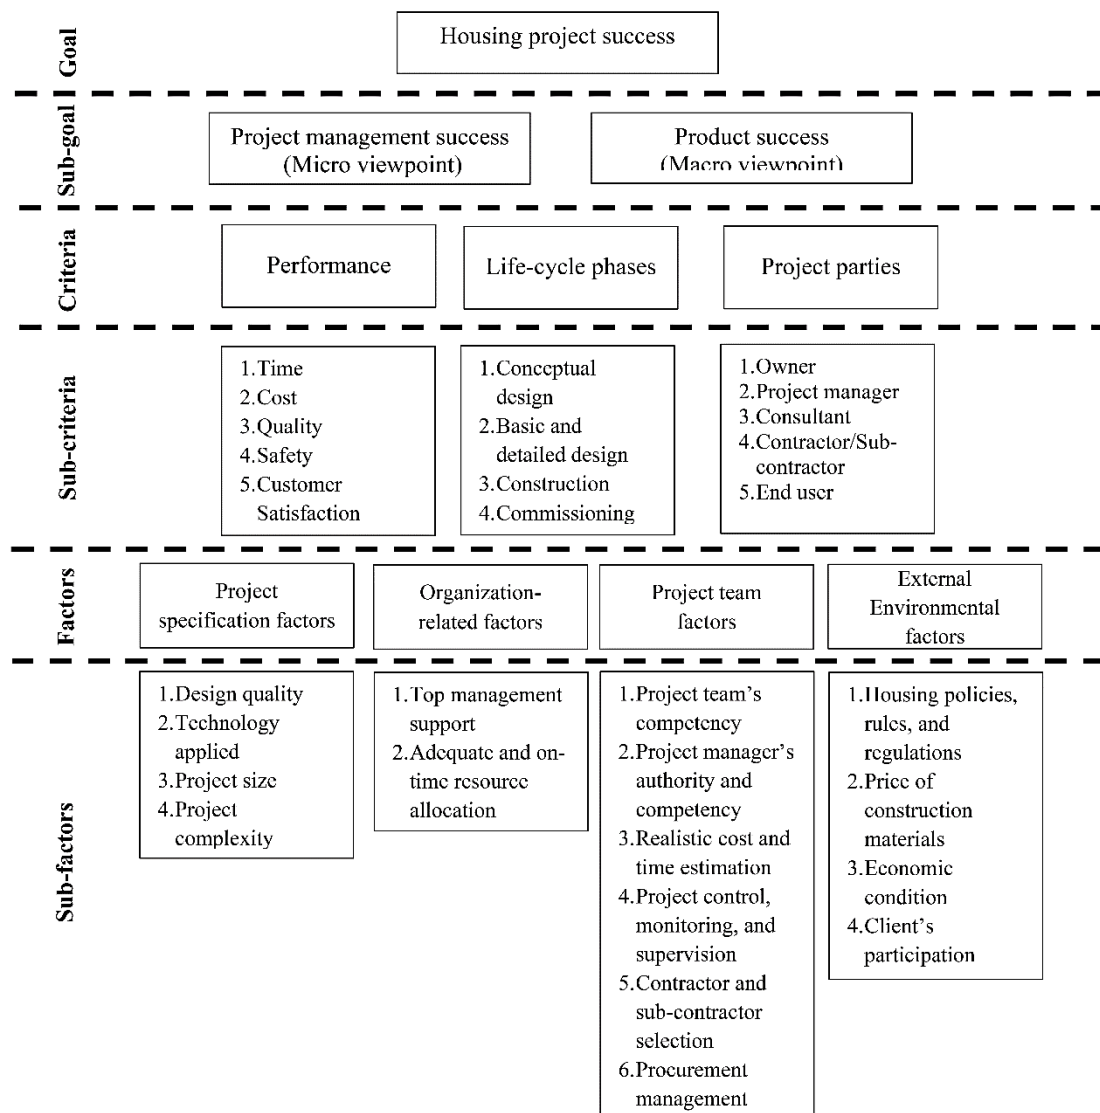 Goal
Housing project success
Sub-goal
Project management success
(Micro viewpoint)
Product success
(Macro viewpoint)
Criteria
Performance
Life-cycle phases
Project parties
Sub-criteria
1.Time
2.Cost
3.Quality
4.Safety
5.Customer
Satisfaction
1.Conceptual
design
2.Basic and
detailed design
3.Construction
4.Commissioning
1.Owner
2.Project manager
3.Consultant
4.Contractor/Sub-
contractor
5.End user
Factors
Project
specification factors
Organization-
related factors
Project team
factors
External
Environmental
factors
Sub-factors
1.Design quality
2.Technology
applied
3.Project size
4.Project
complexity
1.Top management
support
2.Adequate and on-
time resource
allocation
1.Project team's
competency
2.Project manager's
authority and
competency
3.Realistic cost and
time estimation
4.Project control,
monitoring, and
supervision
5.Contractor and
sub-contractor
selection
6.Procurement
management
1.Housing policies,
rules, and
regulations
2.Price of
construction
materials
3.Economic
condition
4.Client's
participation